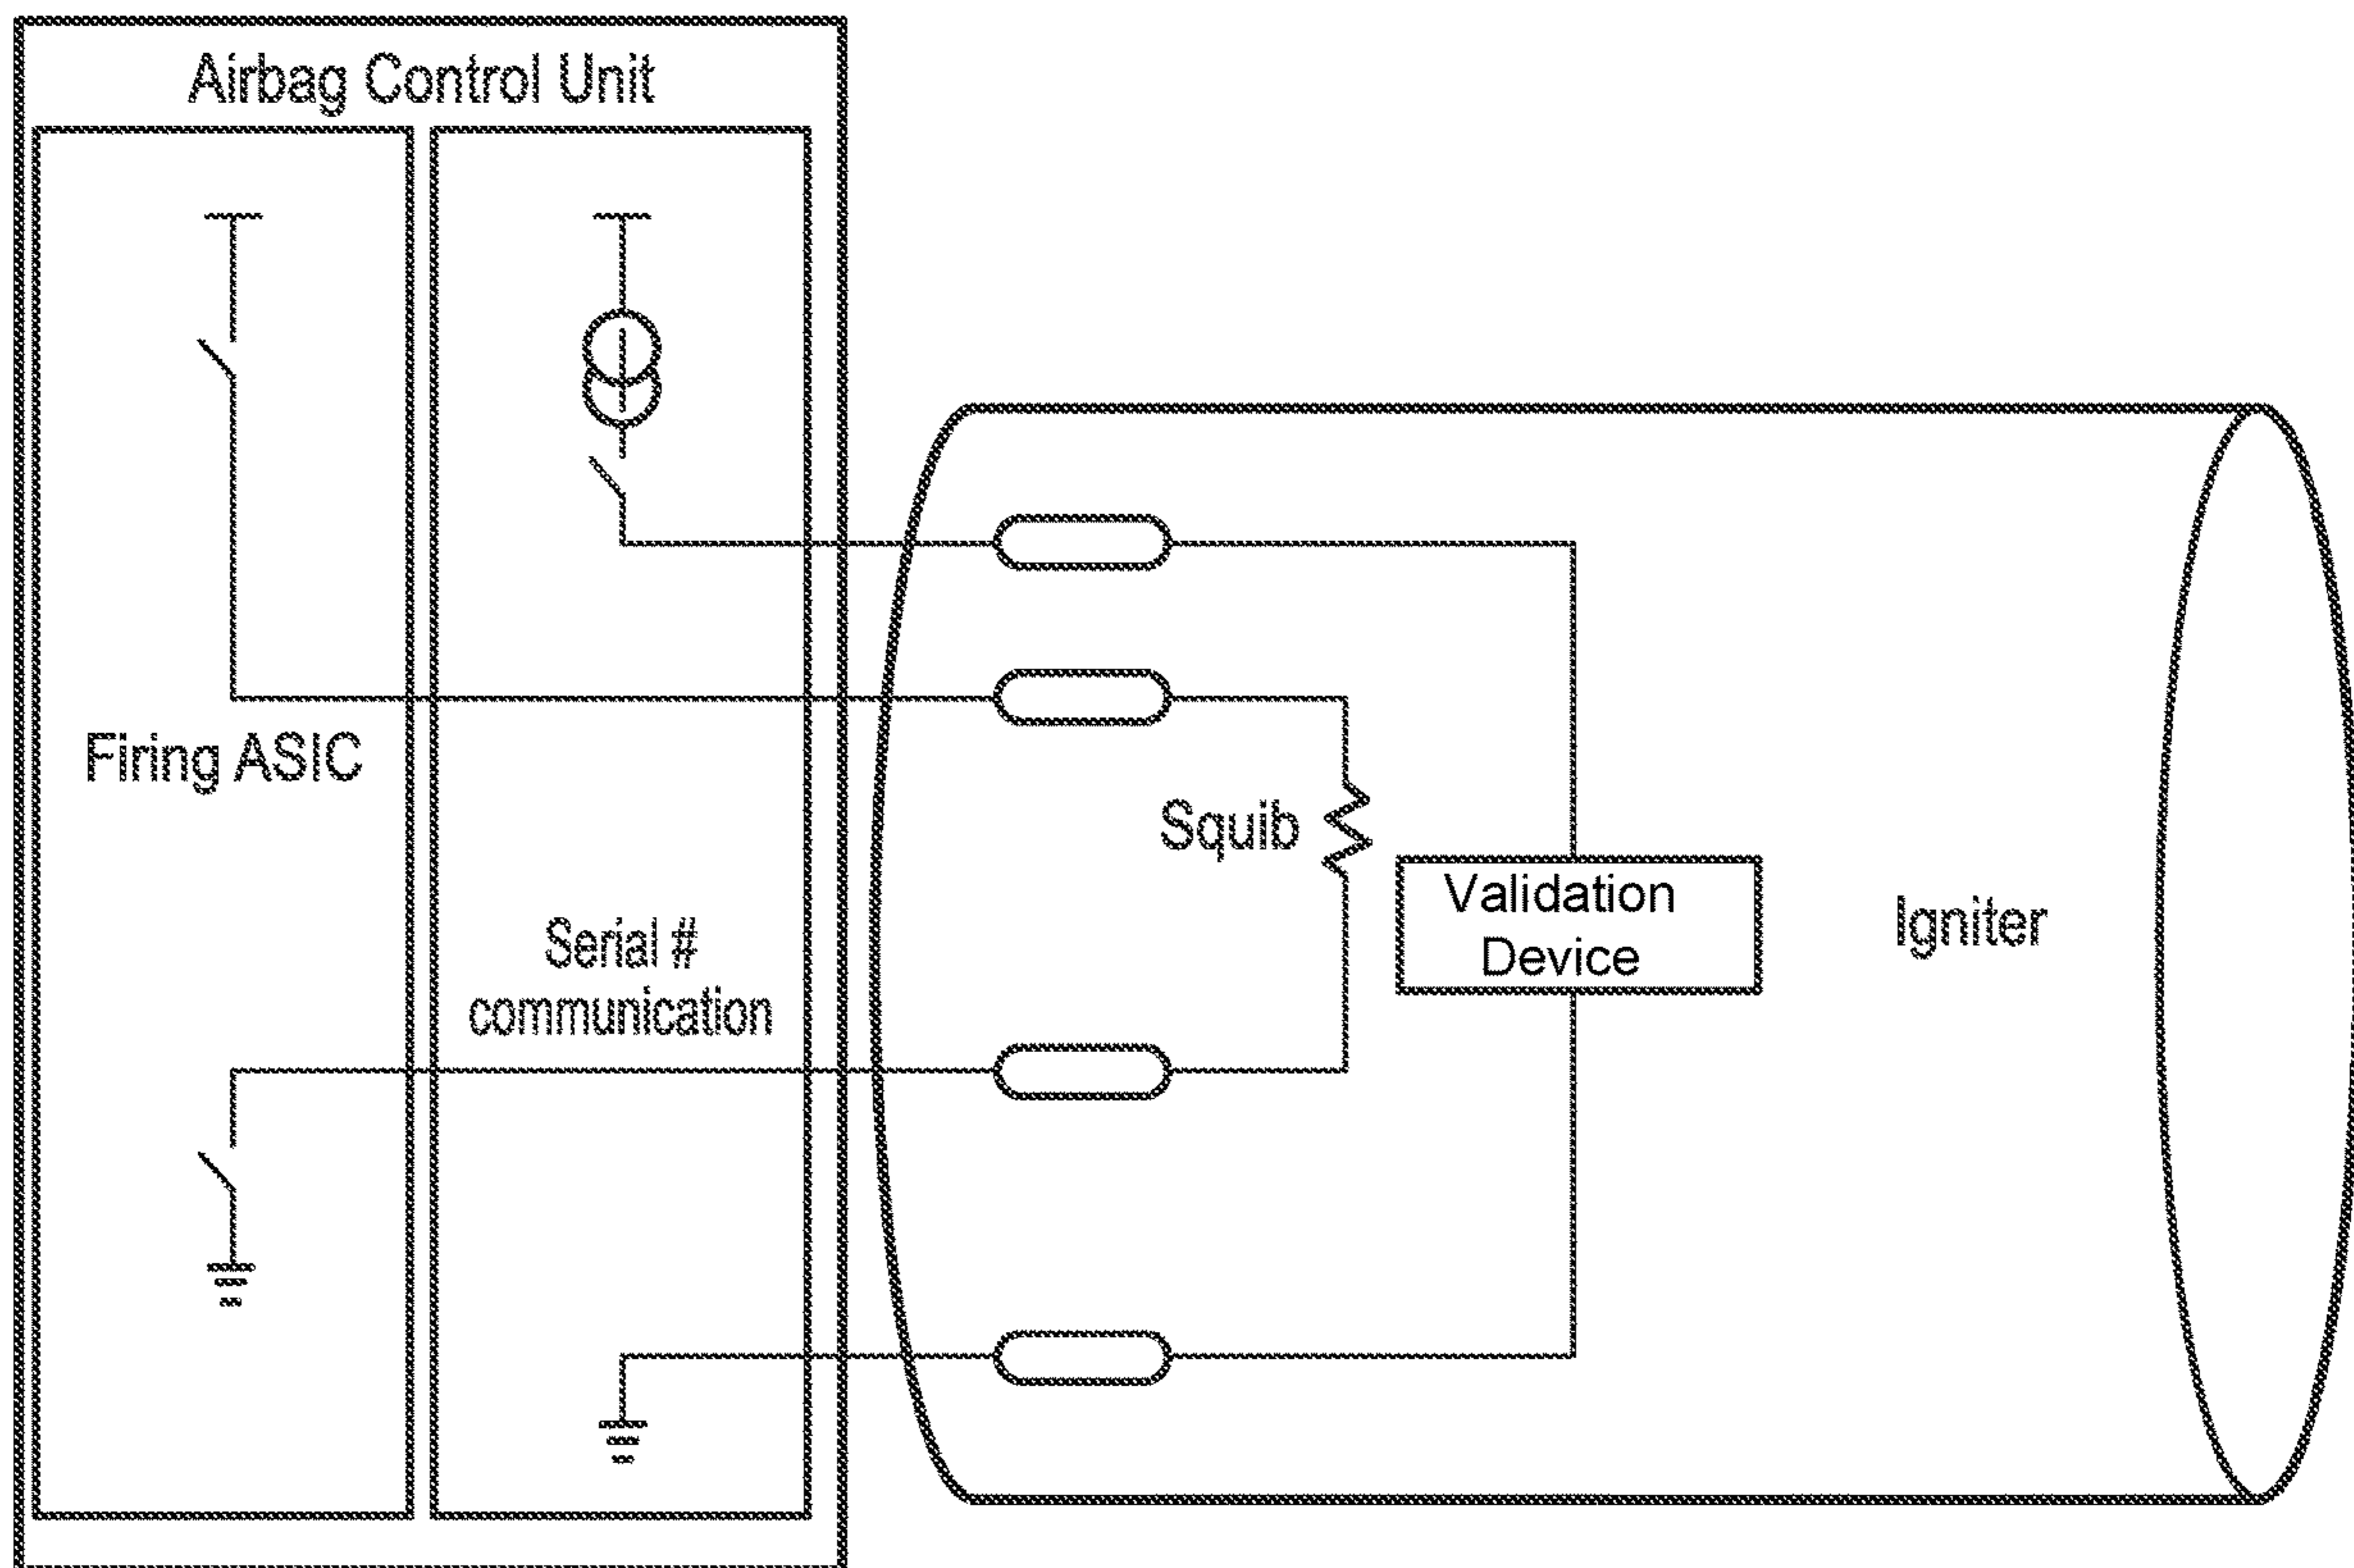 Airbag Control Unit
Firing ASIC
Serial #
communication
Squib
Validation
Device
Igniter